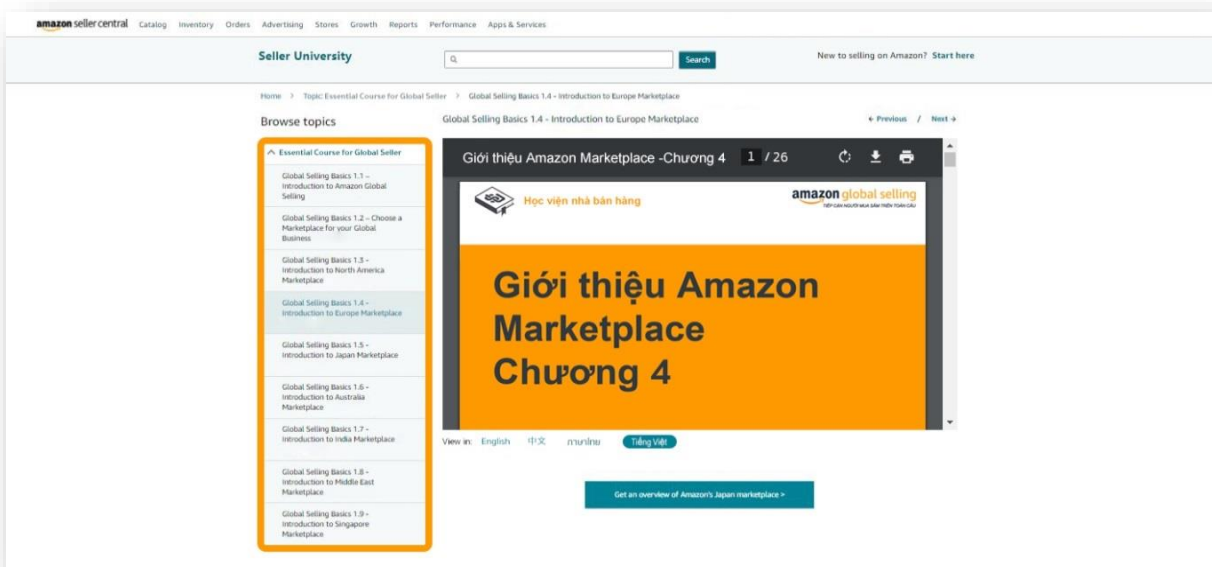 amazon seller central Catalog Inventory Orders Advertising Stores Growth Reports Performance Apps & Services
Seller University
Search
New to selling on Amazon? Start here
Home > Topic: Essential Course for Global Seller > Global Selling Basics 1.4 - Introduction to Europe Marketplace
Browse topics
Essential Course for Global Seller
Global Selling Basics 1.1 –
Introduction to Amazon Global
Selling
Global Selling Basics 1.2 – Choose a
Marketplace for your Global
Business
Global Selling Basics 1.3 -
Introduction to North America
Marketplace
Global Selling Basics 1.4 -
Introduction to Europe Marketplace
Global Selling Basics 1.5 -
Introduction to Japan Marketplace
Global Selling Basics 1.6 -
Introduction to Australia
Marketplace
Global Selling Basics 1.7 -
Introduction to India Marketplace
Global Selling Basics 1.8 -
Introduction to Middle East
Marketplace
Global Selling Basics 1.9 -
Introduction to Singapore
Marketplace
Global Selling Basics 1.4 - Introduction to Europe Marketplace
← Previous / Next →
Giới thiệu Amazon Marketplace -Chương 4 1 / 26
Học viện nhà bán hàng
amazon global selling
TIẾP CẬN NGƯỜI MUA SẮM TRÊN TOÀN CẦU
Giới thiệu Amazon
Marketplace
Chương 4
View in: English 中文 ภาษาไทย Tiếng Việt
Get an overview of Amazon's Japan marketplace >